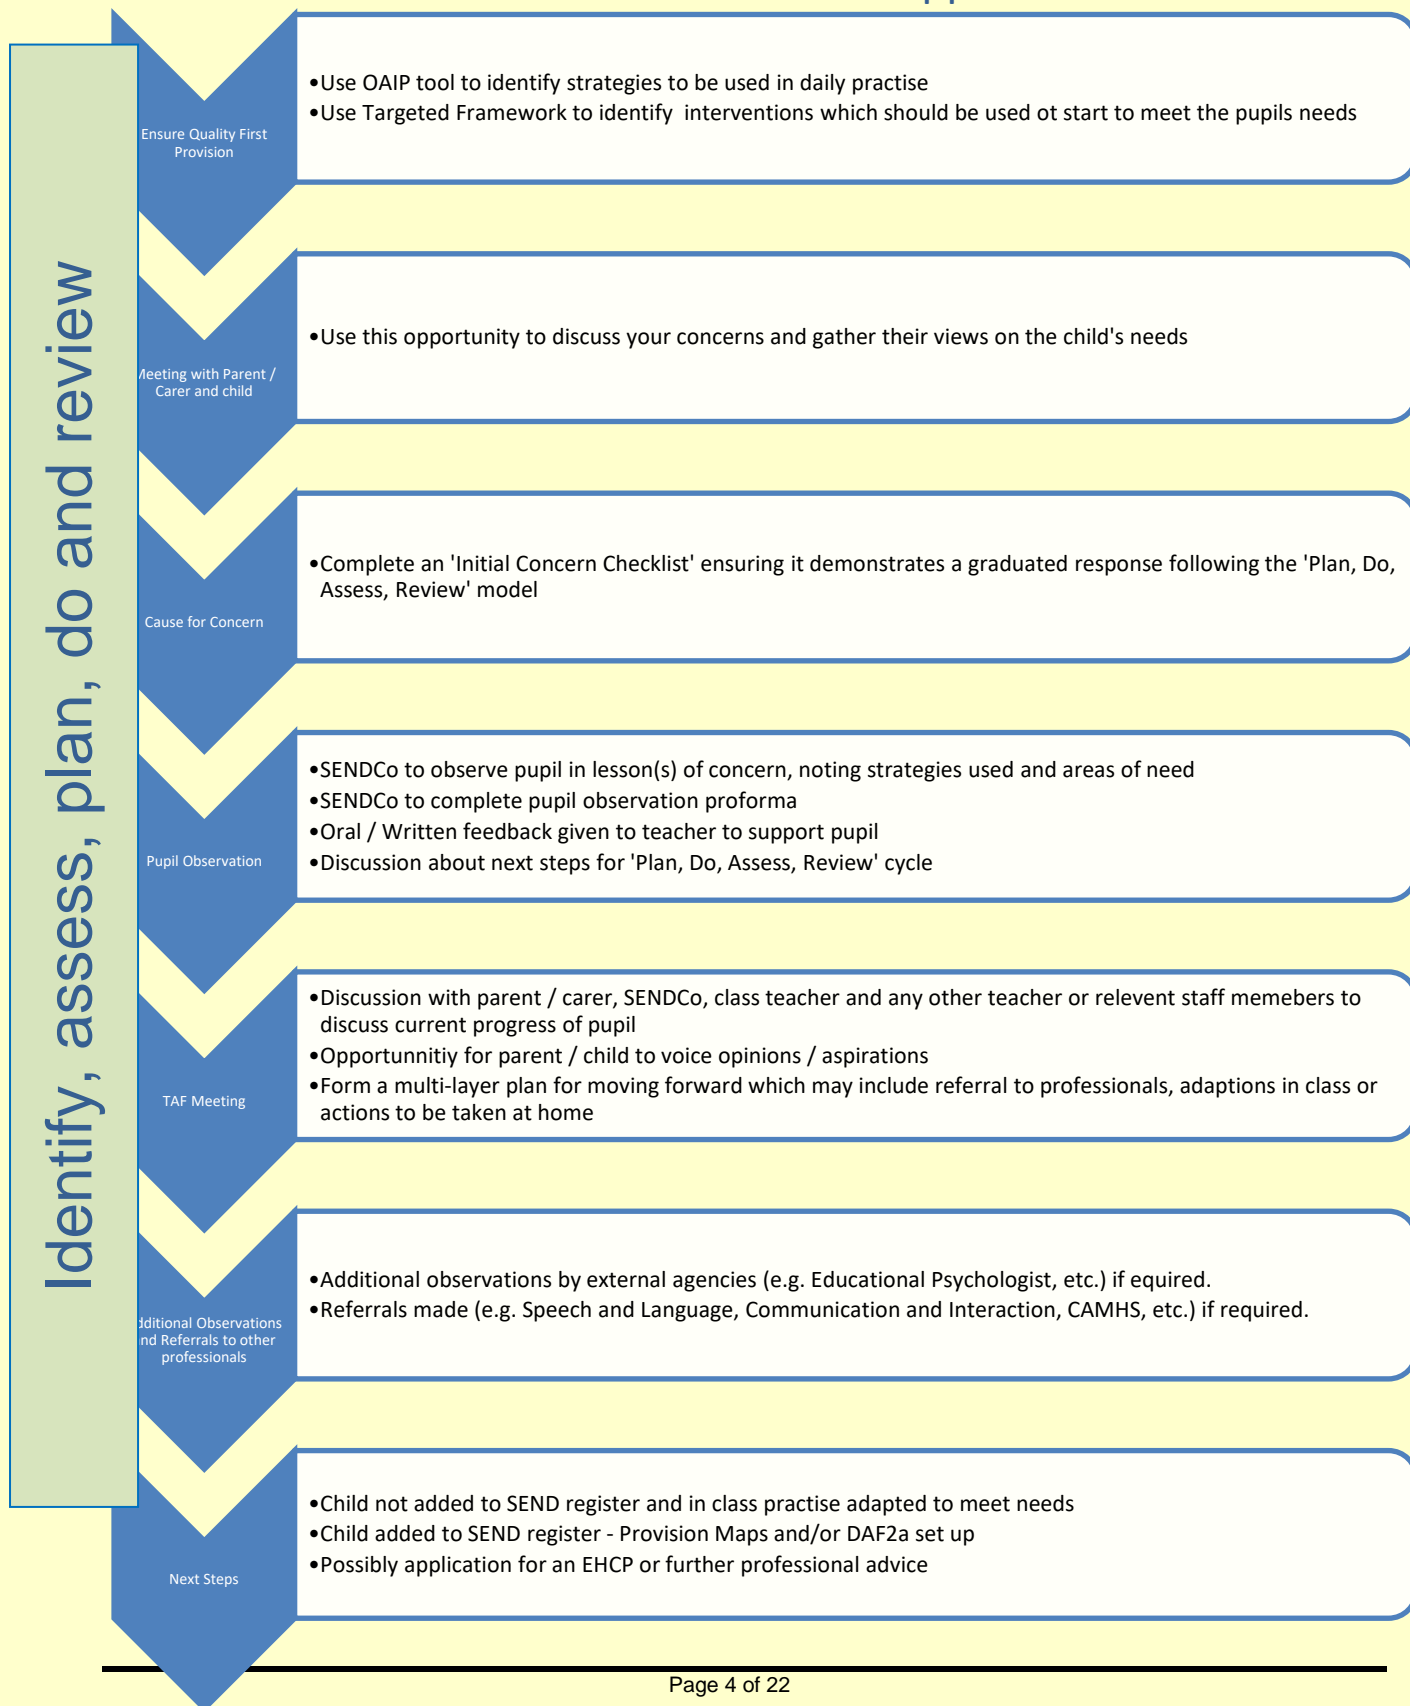 Identify, assess, plan, do and review
Ensure Quality First
Provision
•Use OAIP tool to identify strategies to be used in daily practise
•Use Targeted Framework to identify interventions which should be used ot start to meet the pupils needs
Meeting with Parent /
Carer and child
•Use this opportunity to discuss your concerns and gather their views on the child's needs
Cause for Concern
•Complete an 'Initial Concern Checklist' ensuring it demonstrates a graduated response following the 'Plan, Do,
Assess, Review' model
Pupil Observation
•SENDCo to observe pupil in lesson(s) of concern, noting strategies used and areas of need
•SENDCo to complete pupil observation proforma
•Oral / Written feedback given to teacher to support pupil
•Discussion about next steps for 'Plan, Do, Assess, Review' cycle
TAF Meeting
•Discussion with parent / carer, SENDCo, class teacher and any other teacher or relevent staff memebers to
discuss current progress of pupil
•Opportunnitiy for parent / child to voice opinions / aspirations
•Form a multi-layer plan for moving forward which may include referral to professionals, adaptions in class or
actions to be taken at home
dditional Observations
nd Referrals to other
professionals
•Additional observations by external agencies (e.g. Educational Psychologist, etc.) if equired.
•Referrals made (e.g. Speech and Language, Communication and Interaction, CAMHS, etc.) if required.
Next Steps
•Child not added to SEND register and in class practise adapted to meet needs
•Child added to SEND register - Provision Maps and/or DAF2a set up
•Possibly application for an EHCP or further professional advice
Page 4 of 22